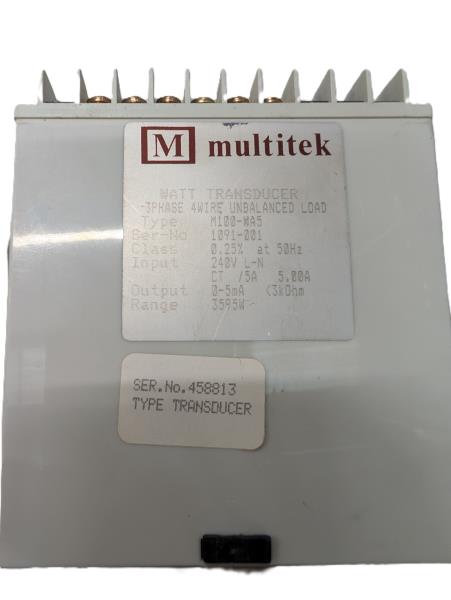 M multitek
WATT TRANSDUCER
-3PHASE 4WIRE UNBALANCED LOAD
Type M100-WA5
Ser-No 1091-001
Class 0.25% at 50Hz
Input 240V L-N
CT /5A 5.00A
Output 0-5mA <3kOhm
Range 3595W
SER.No.458813
TYPE TRANSDUCER